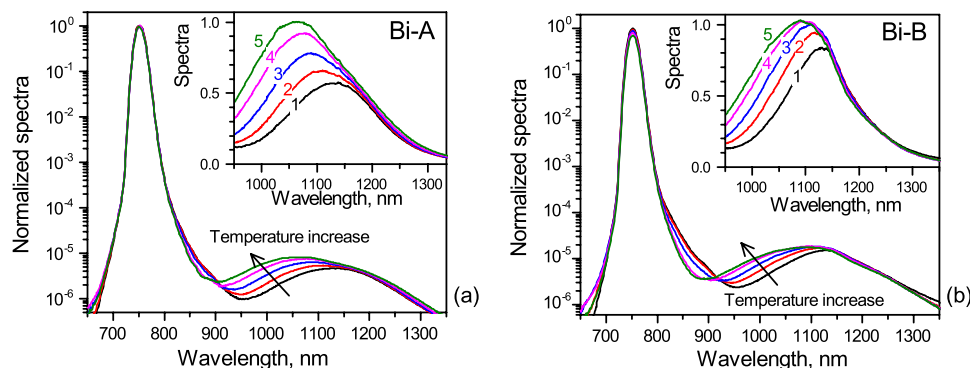 Bi-A
Normalized spectra
10^0
10^-1
10^-2
10^-3
10^-4
10^-5
10^-6
Spectra
1.0
0.5
0.0
5
4
3
2
1
1000 1100 1200 1300
Wavelength, nm
Temperature increase
700 800 900 1000 1100 1200 1300
Wavelength, nm
(a)
Bi-B
Normalized spectra
10^0
10^-1
10^-2
10^-3
10^-4
10^-5
10^-6
Spectra
1.0
0.5
0.0
5
4
3
2
1
1000 1100 1200 1300
Wavelength, nm
Temperature increase
600 700 800 900 1000 1100 1200 1300
Wavelength, nm
(b)